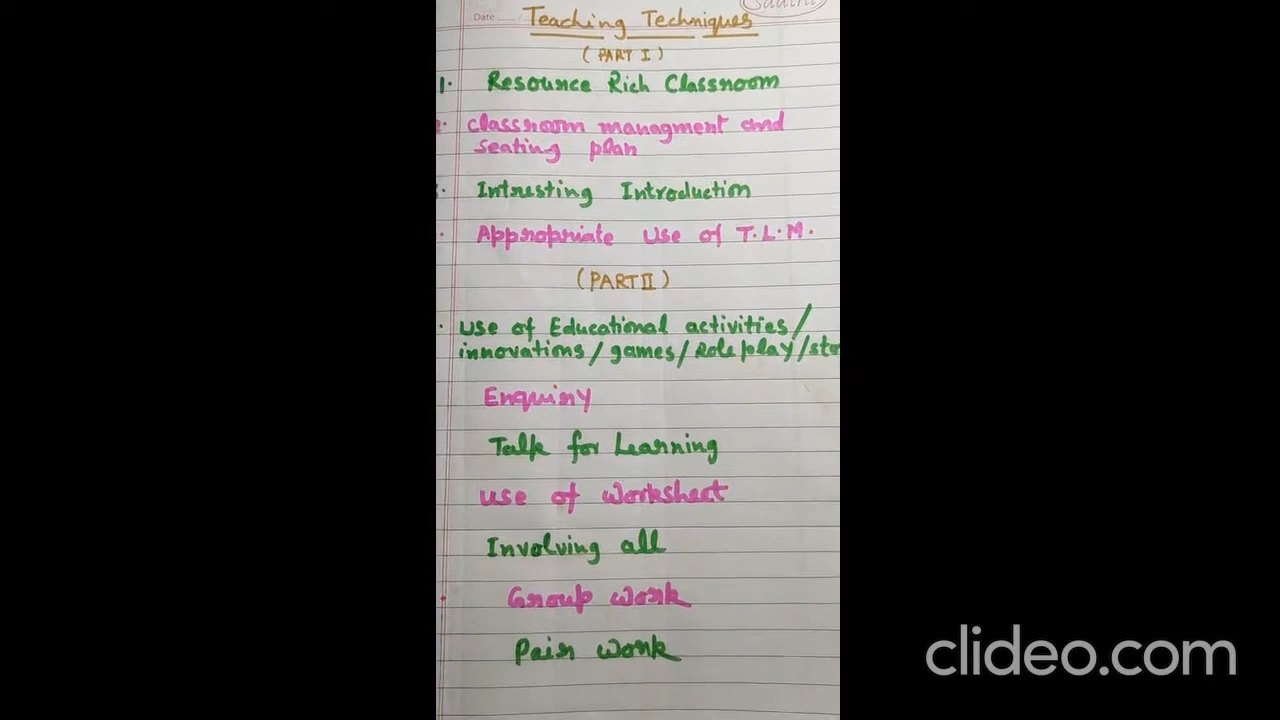 Date
Teaching Techniques
(PART I)
1. Resource Rich Classroom
classroom managment and
seating plan
Intresting Introduction
Appropriate use of T.L.M.
(PART II)
use of Educational activities/
innovations/games/Role play/sto
Enquiry
Talk for Learning
use of worksheet
Involving all
Group work
Pair work
clideo.com